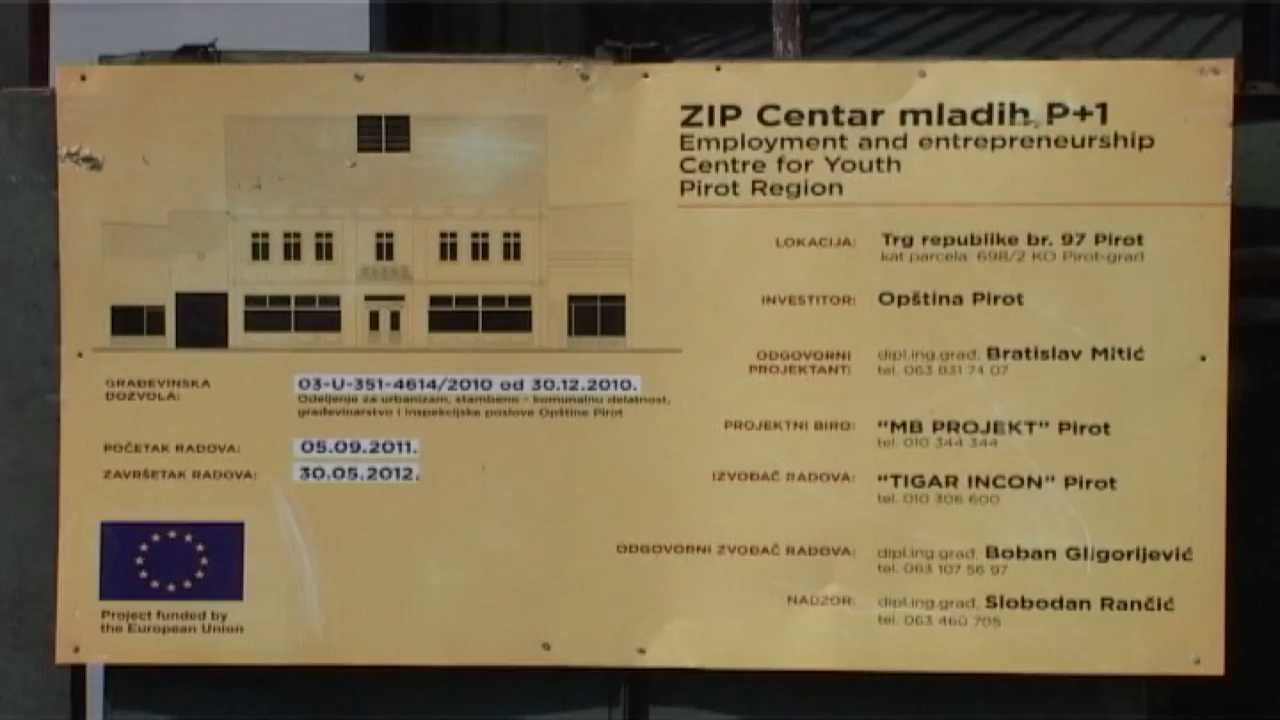 ZIP Centar mladih P+1
Employment and entrepreneurship
Centre for Youth
Pirot Region
LOKACIJA: Trg republike br. 97 Pirot
kat parcela 698/2 KO Pirot-grad
INVESTITOR: Opština Pirot
ODGOVORNI PROJEKTANT: dipl.ing.grad. Bratislav Mitić
tel. 063 831 74 07
PROJEKTNI BIRO: “MB PROJEKT” Pirot
tel. 010 344 344
IZVOĐAČ RADOVA: “TIGAR INCON” Pirot
tel. 010 306 600
ODGOVORNI ZVOĐAČ RADOVA: dipl.ing.grad. Boban Gligorijević
tel. 063 107 56 97
NADZOR: dipl.ing.grad. Slobodan Rančić
tel. 063 460 705
GRAĐEVINSKA DOZVOLA: 03-U-351-4614/2010 od 30.12.2010.
Odeljenje za urbanizam, stambeno - komunalnu delatnost,
građevinarstvo i inspekcijske poslove Opštine Pirot
POČETAK RADOVA: 05.09.2011.
ZAVRŠETAK RADOVA: 30.05.2012.
Project funded by
the European Union